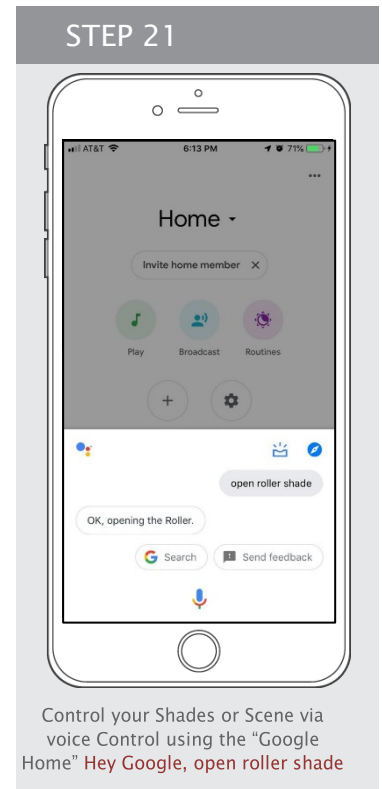 STEP 21
AT&T 6:13 PM 71%
Home
Invite home member X
Play Broadcast Routines
open roller shade
OK, opening the Roller.
G Search Send feedback
Control your Shades or Scene via
voice Control using the “Google
Home” Hey Google, open roller shade